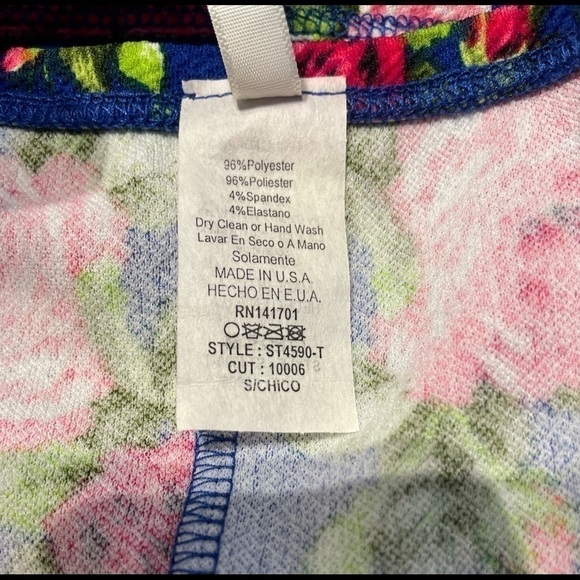 96%Polyester
96%Poliester
4%Spandex
4%Elastano
Dry Clean or Hand Wash
Lavar En Seco o A Mano
Solamente
MADE IN U.S.A
HECHO EN E.U.A.
RN141701
STYLE : ST4590-T
CUT : 10006
S/CHICO